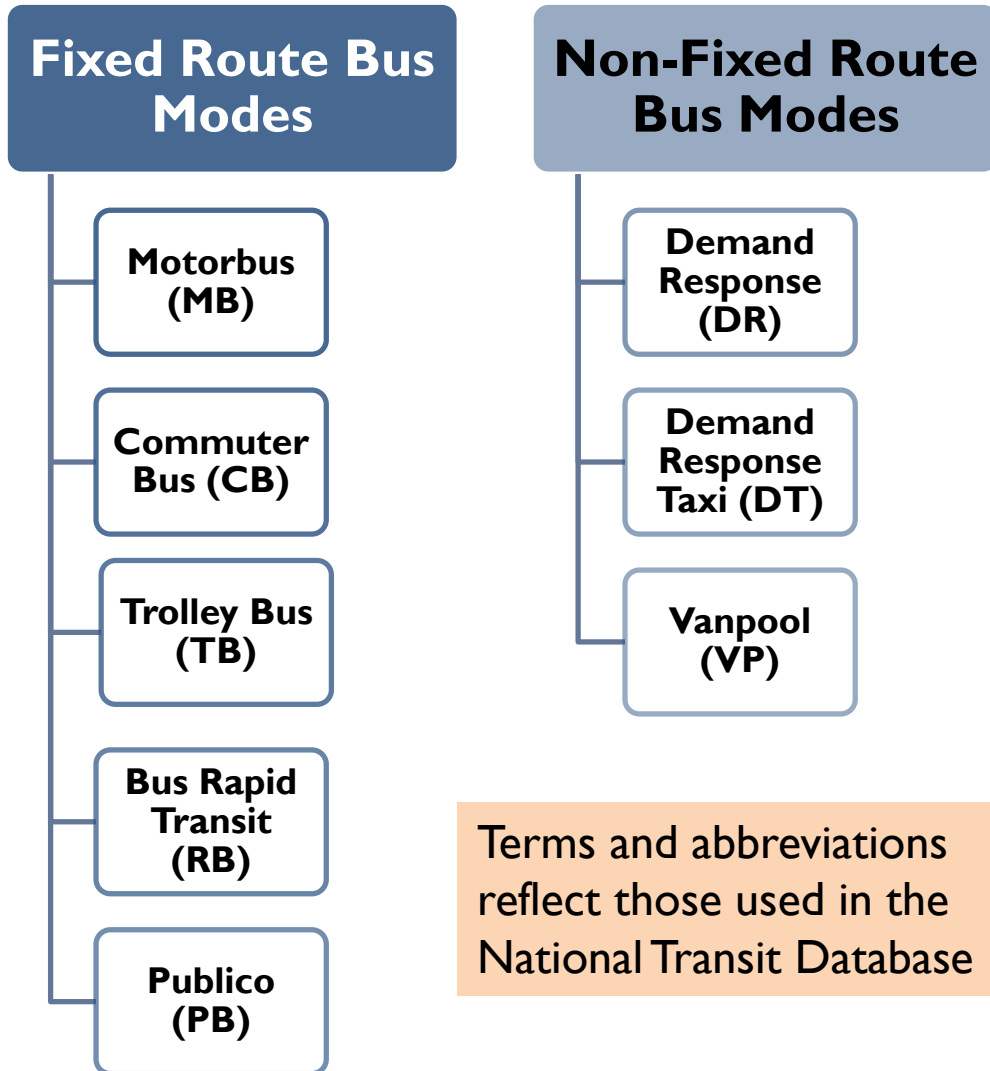 Fixed Route Bus
Modes
Motorbus
(MB)
Commuter
Bus (CB)
Trolley Bus
(TB)
Bus Rapid
Transit
(RB)
Publico
(PB)
Non-Fixed Route
Bus Modes
Demand
Response
(DR)
Demand
Response
Taxi (DT)
Vanpool
(VP)
Terms and abbreviations
reflect those used in the
National Transit Database